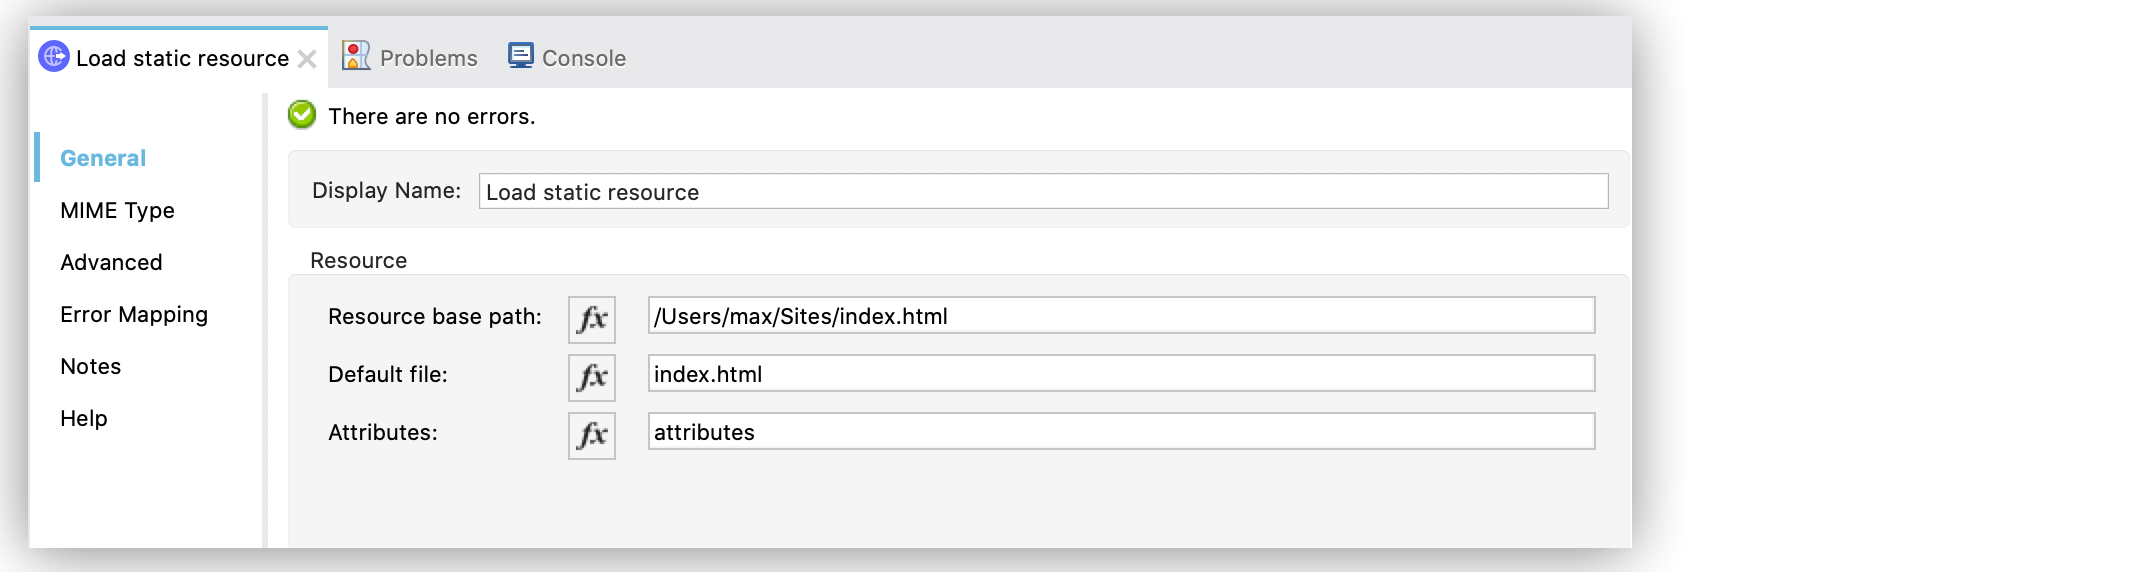 Load static resource
Problems
Console
There are no errors.
General
MIME Type
Advanced
Error Mapping
Notes
Help
Display Name: Load static resource
Resource
Resource base path: fx /Users/max/Sites/index.html
Default file: fx index.html
Attributes: fx attributes